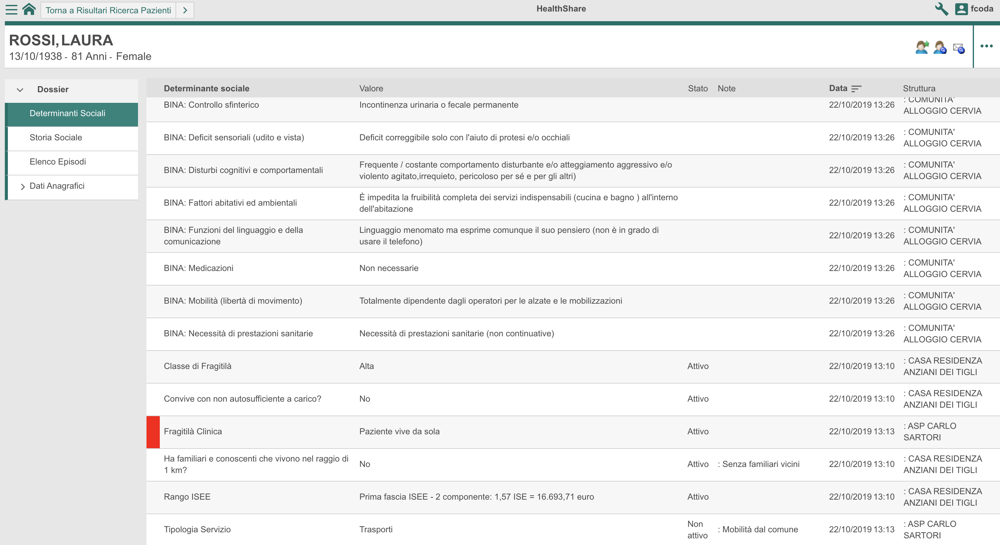 Torna a Risultari Ricerca Pazienti
HealthShare
fcoda
ROSSI, LAURA
13/10/1938 - 81 Anni - Female
Dossier
Determinanti Sociali
Storia Sociale
Elenco Episodi
Dati Anagrafici
Determinante sociale Valore Stato Note Data Struttura
BINA: Controllo sfinterico Incontinenza urinaria o fecale permanente 22/10/2019 13:26 : COMUNITA'
ALLOGGIO CERVIA
BINA: Deficit sensoriali (udito e vista) Deficit correggibile solo con l'aiuto di protesi e/o occhiali 22/10/2019 13:26 : COMUNITA'
ALLOGGIO CERVIA
BINA: Disturbi cognitivi e comportamentali Frequente / costante comportamento disturbante e/o atteggiamento aggressivo e/o
violento agitato,irrequieto, pericoloso per sé e per gli altri) 22/10/2019 13:26 : COMUNITA'
ALLOGGIO CERVIA
BINA: Fattori abitativi ed ambientali È impedita la fruibilità completa dei servizi indispensabili (cucina e bagno ) all'interno
dell'abitazione 22/10/2019 13:26 : COMUNITA'
ALLOGGIO CERVIA
BINA: Funzioni del linguaggio e della
comunicazione Linguaggio menomato ma esprime comunque il suo pensiero (non è in grado di
usare il telefono) 22/10/2019 13:26 : COMUNITA'
ALLOGGIO CERVIA
BINA: Medicazioni Non necessarie 22/10/2019 13:26 : COMUNITA'
ALLOGGIO CERVIA
BINA: Mobilità (libertà di movimento) Totalmente dipendente dagli operatori per le alzate e le mobilizzazioni 22/10/2019 13:26 : COMUNITA'
ALLOGGIO CERVIA
BINA: Necessità di prestazioni sanitarie Necessità di prestazioni sanitarie (non continuative) 22/10/2019 13:26 : COMUNITA'
ALLOGGIO CERVIA
Classe di Fragitilà Alta Attivo 22/10/2019 13:10 : CASA RESIDENZA
ANZIANI DEI TIGLI
Convive con non autosufficiente a carico? No Attivo 22/10/2019 13:10 : CASA RESIDENZA
ANZIANI DEI TIGLI
Fragitilà Clinica Paziente vive da sola Attivo 22/10/2019 13:13 : ASP CARLO
SARTORI
Ha familiari e conoscenti che vivono nel raggio di
1 km? No Attivo : Senza familiari vicini 22/10/2019 13:10 : CASA RESIDENZA
ANZIANI DEI TIGLI
Rango ISEE Prima fascia ISEE - 2 componente: 1,57 ISE = 16.693,71 euro Attivo 22/10/2019 13:10 : CASA RESIDENZA
ANZIANI DEI TIGLI
Tipologia Servizio Trasporti Non
attivo : Mobilità dal comune 22/10/2019 13:13 : ASP CARLO
SARTORI